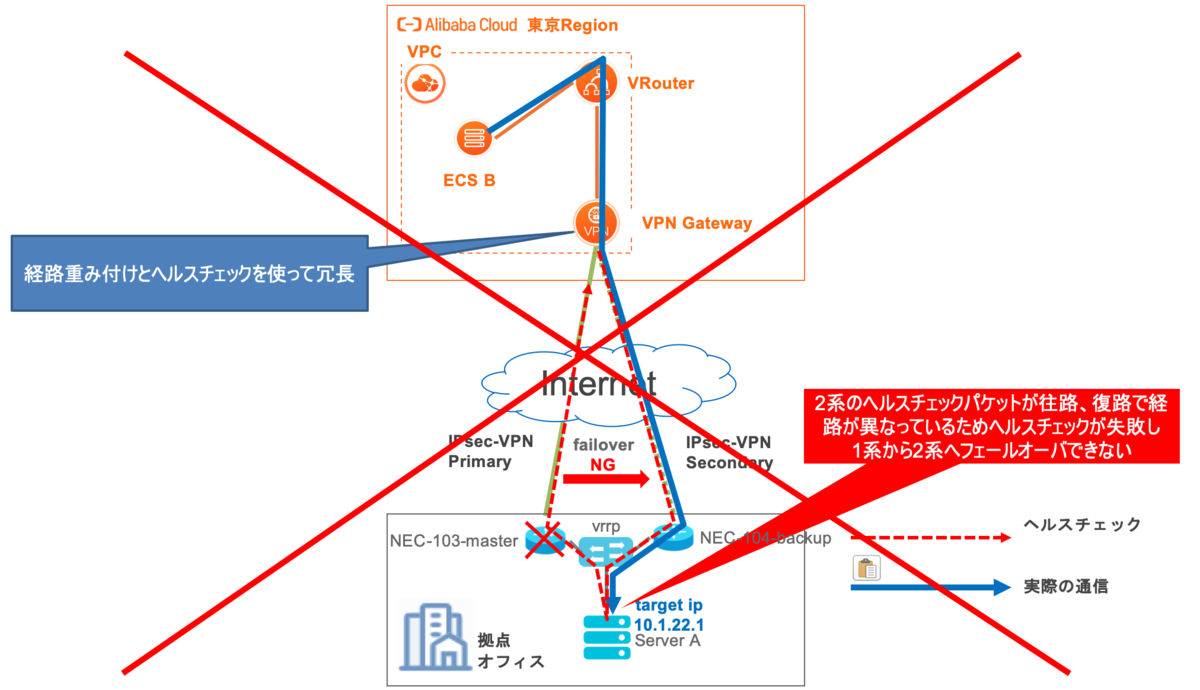 Alibaba Cloud 東京Region
VPC
VRouter
ECS B
VPN
VPN Gateway
経路重み付けとヘルスチェックを使って冗長
Internet
2系のヘルスチェックパケットが往路、復路で経
路が異なっているためヘルスチェックが失敗し
1系から2系へフェールオーバできない
IPsec-VPN
Primary
failover
NG
IPsec-VPN
Secondary
NEC-103-master
vrrp
NEC-104-backup
ヘルスチェック
実際の通信
target ip
10.1.22.1
Server A
拠点
オフィス